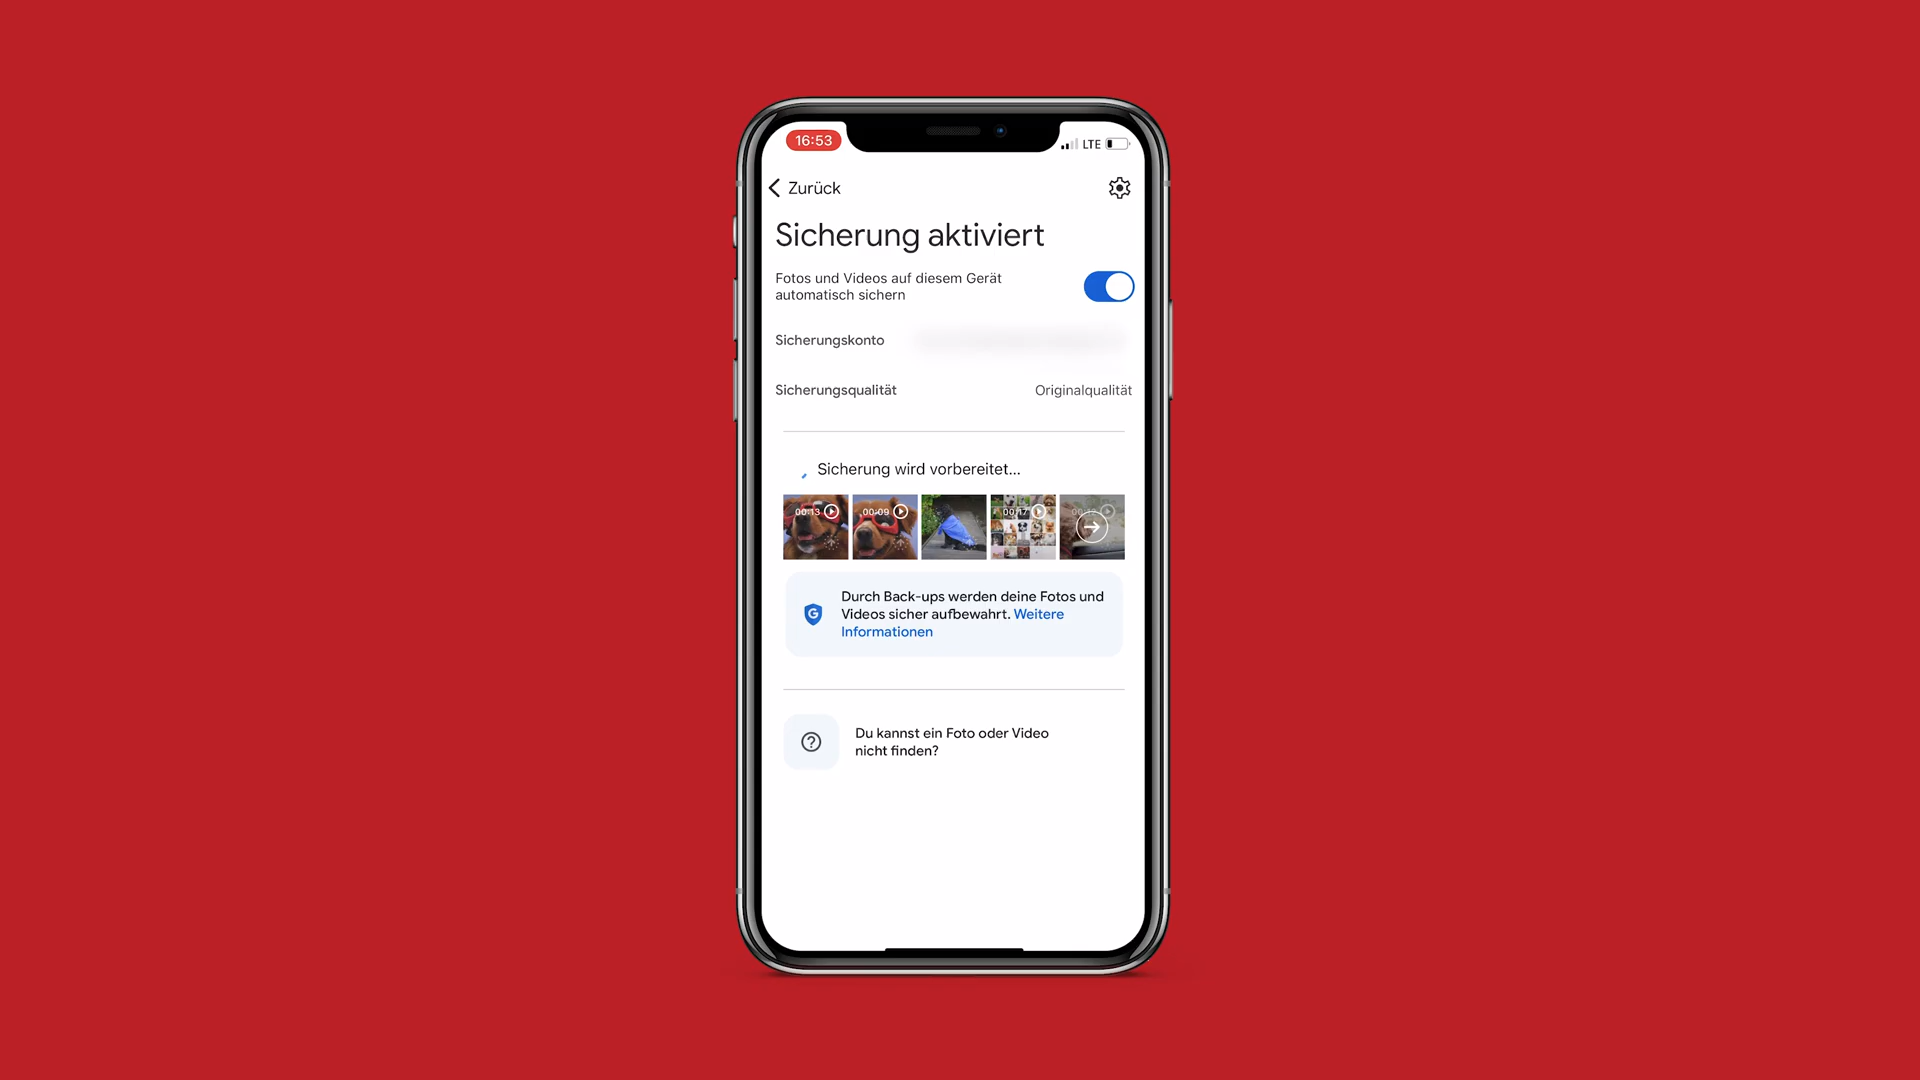 16:53
LTE
Zurück
Sicherung aktiviert
Fotos und Videos auf diesem Gerät
automatisch sichern
Sicherungskonto
Sicherungsqualität Originalqualität
Sicherung wird vorbereitet...
00:13 00:09 00:17
Durch Back-ups werden deine Fotos und
Videos sicher aufbewahrt. Weitere
Informationen
Du kannst ein Foto oder Video
nicht finden?